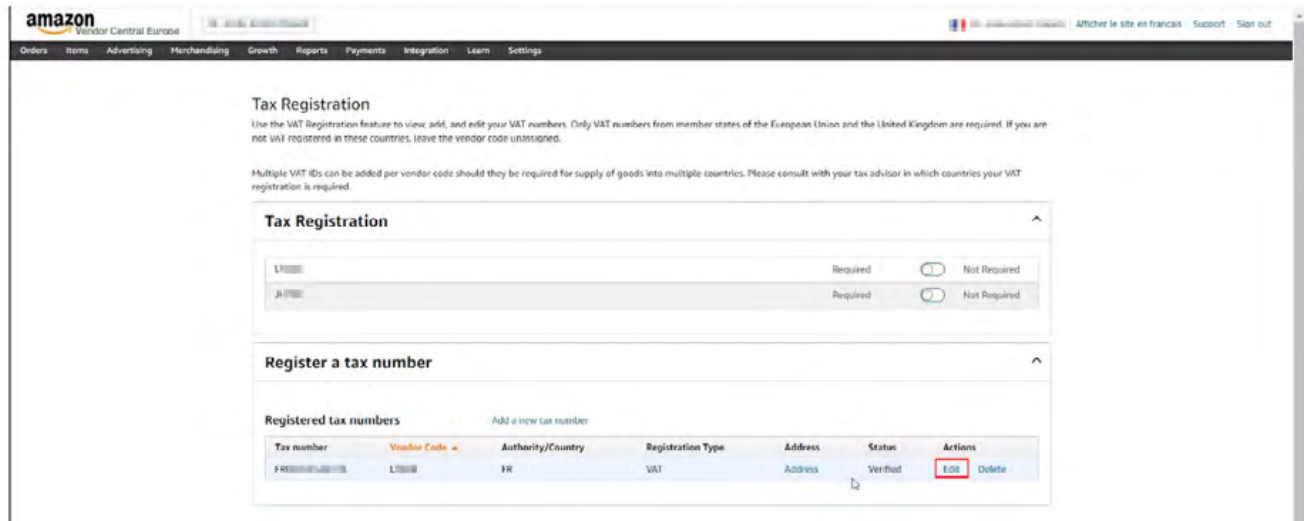 amazon
Vendor Central Europe
Afficher le site en francais Support Sign out
Orders Items Advertising Merchandising Growth Reports Payments Integration Learn Settings
Tax Registration
Use the VAT Registration feature to view, add, and edit your VAT numbers. Only VAT numbers from member states of the European Union and the United Kingdom are required. If you are
not VAT registered in these countries, leave the vendor code unassigned.
Multiple VAT IDs can be added per vendor code should they be required for supply of goods into multiple countries. Please consult with your tax advisor in which countries your VAT
registration is required.
Tax Registration
Required Not Required
Required Not Required
Register a tax number
Registered tax numbers Add a new tax number
Tax number Vendor Code Authority/Country Registration Type Address Status Actions
FR FR VAT Address Verified Edit Delete